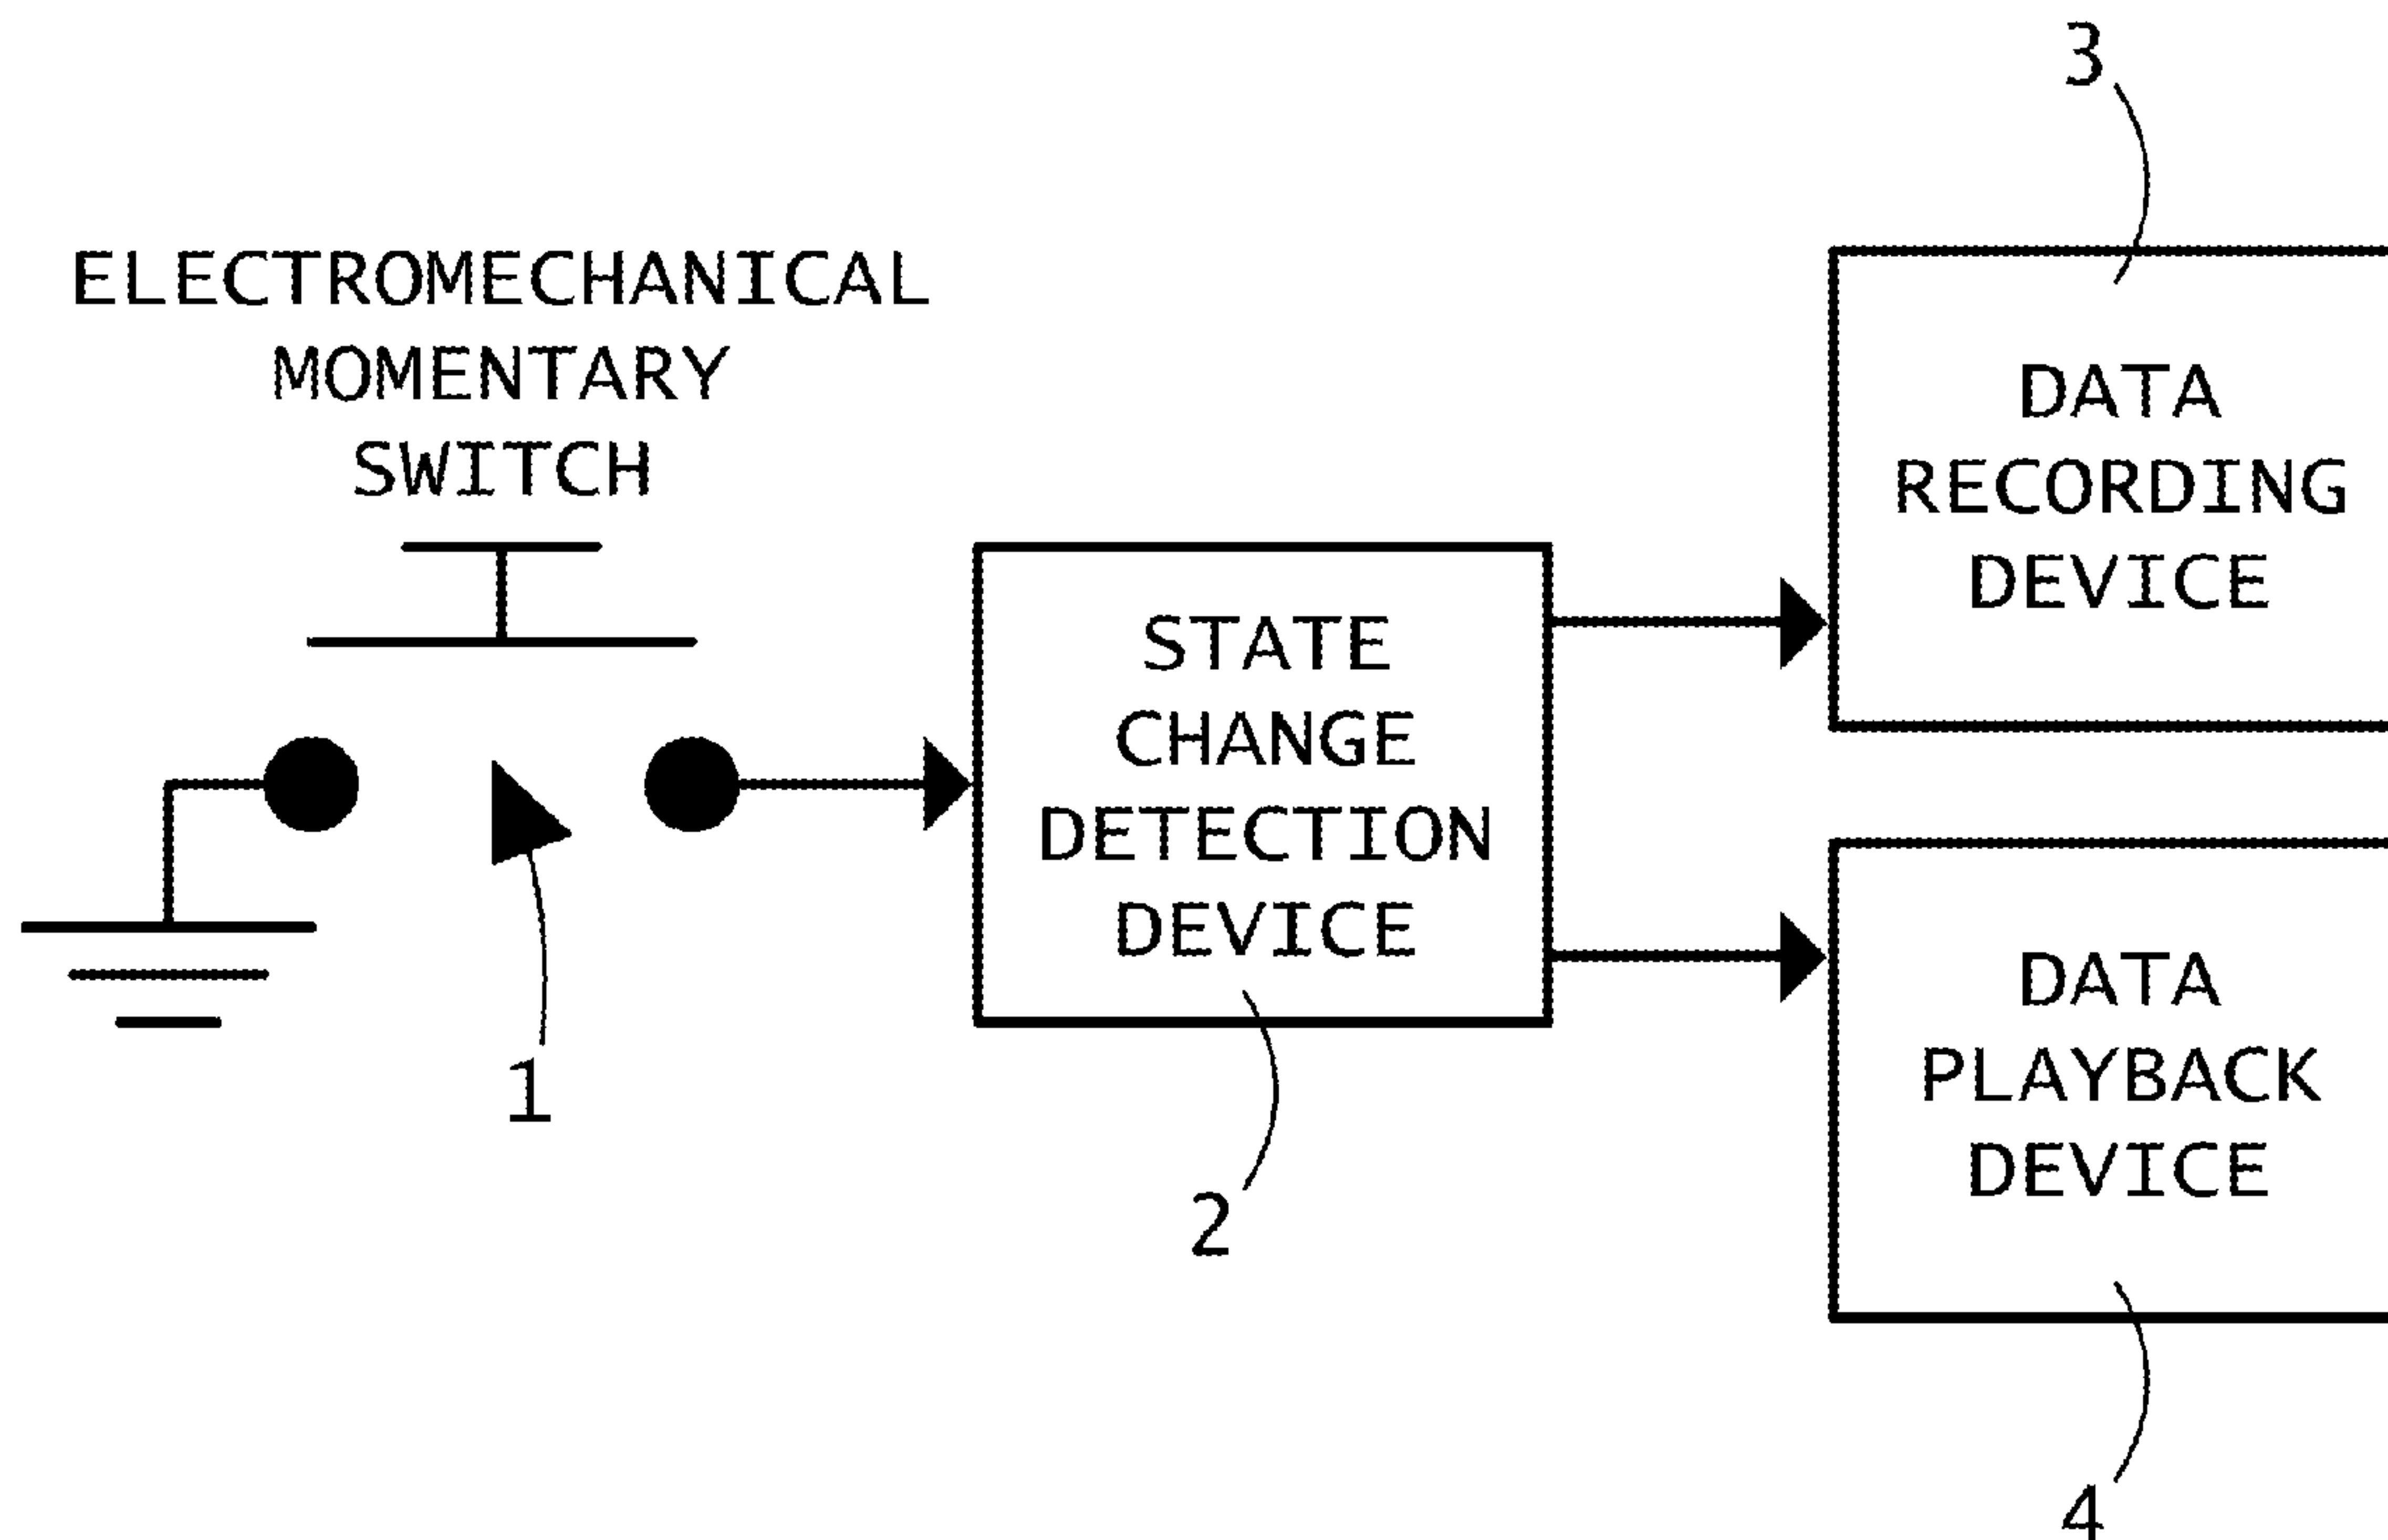 3
ELECTROMECHANICAL
MOMENTARY
SWITCH
DATA
RECORDING
DEVICE
STATE
CHANGE
DETECTION
DEVICE
DATA
PLAYBACK
DEVICE
1
2
4